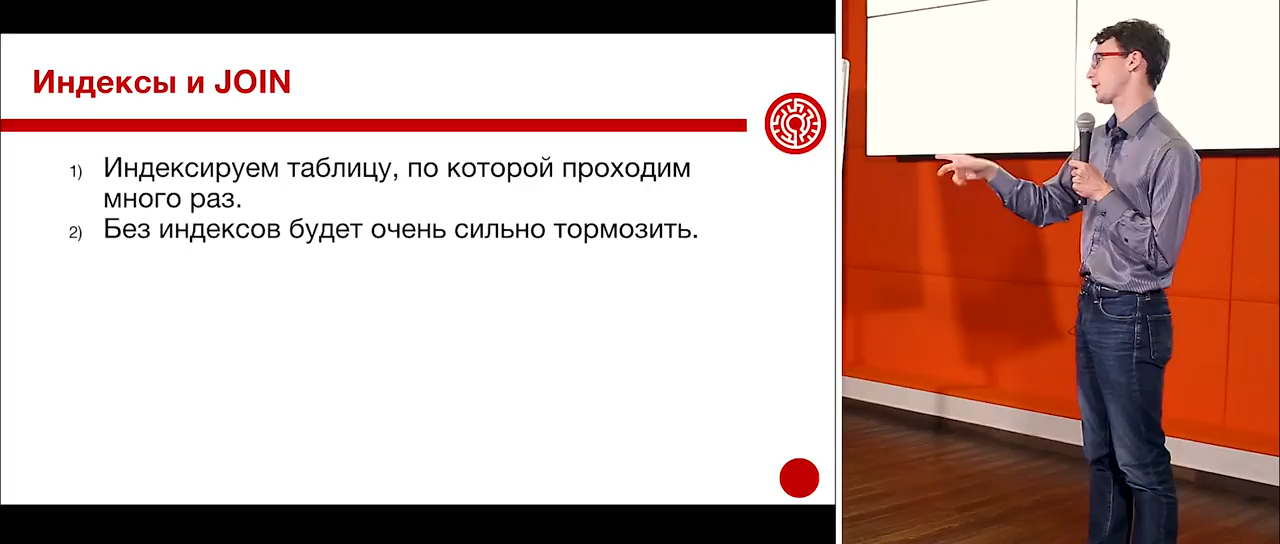 Индексы и JOIN
1) Индексируем таблицу, по которой проходим
много раз.
2) Без индексов будет очень сильно тормозить.